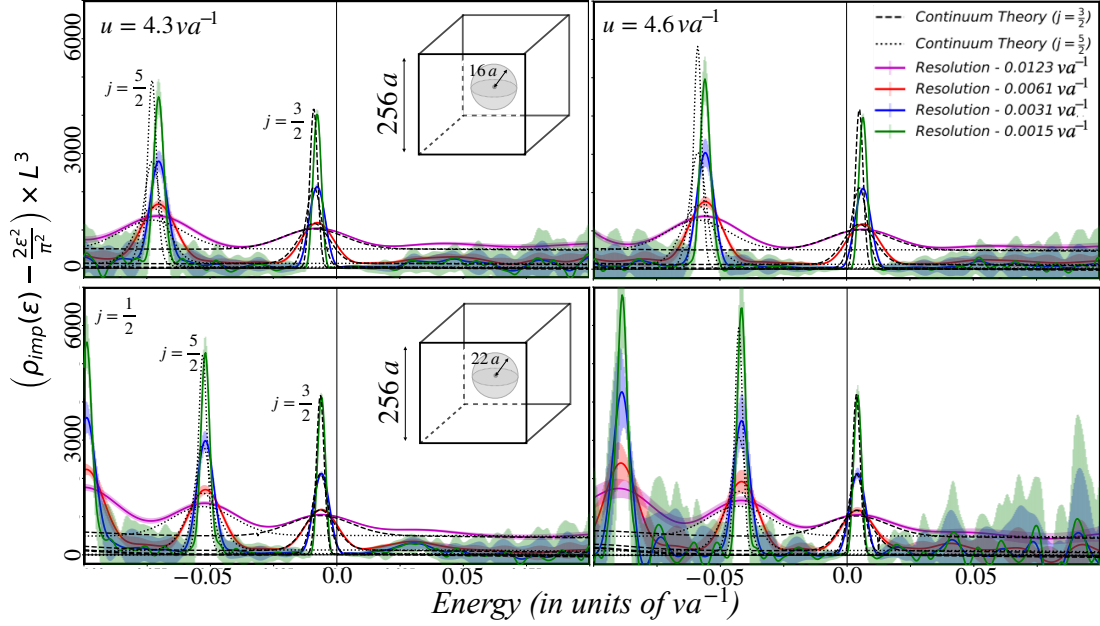 (ρ_imp(ε) − 2ε²/π²) × L³
6000
3000
0
u = 4.3 va⁻¹
j = 5/2
j = 3/2
256 a
16 a
u = 4.6 va⁻¹
Continuum Theory (j = 3/2)
Continuum Theory (j = 5/2)
Resolution - 0.0123 va⁻¹
Resolution - 0.0061 va⁻¹
Resolution - 0.0031 va⁻¹
Resolution - 0.0015 va⁻¹
6000
3000
0
j = 1/2
j = 5/2
j = 3/2
256 a
22 a
−0.05
0.0
0.05
−0.05
0.0
0.05
Energy (in units of va⁻¹)